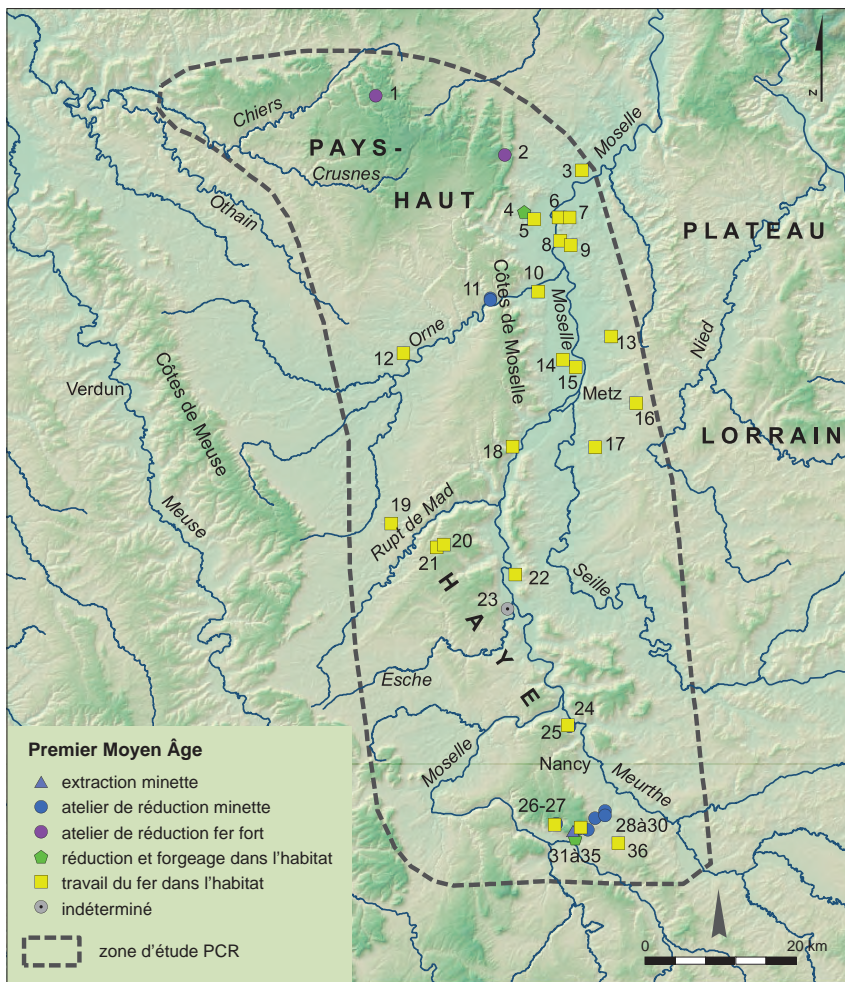 N
1
Chiers
PAYS-
Crusnes
2
Moselle
3
HAUT
Othain
4
5
6
7
8
9
PLATEAU
10
11
Côtes de Moselle
Moselle
Nied
Orne
12
13
14
15
Metz
Verdun
Côtes de Meuse
16
LORRAIN
17
18
Meuse
19
Rupt de Mad
20
21
22
Seille
23
HAYE
Esche
24
25
Moselle
Nancy
Meurthe
26-27
28à30
31à35
36
Premier Moyen Âge
extraction minette
atelier de réduction minette
atelier de réduction fer fort
réduction et forgeage dans l’habitat
travail du fer dans l’habitat
indéterminé
zone d’étude PCR
0
20 km